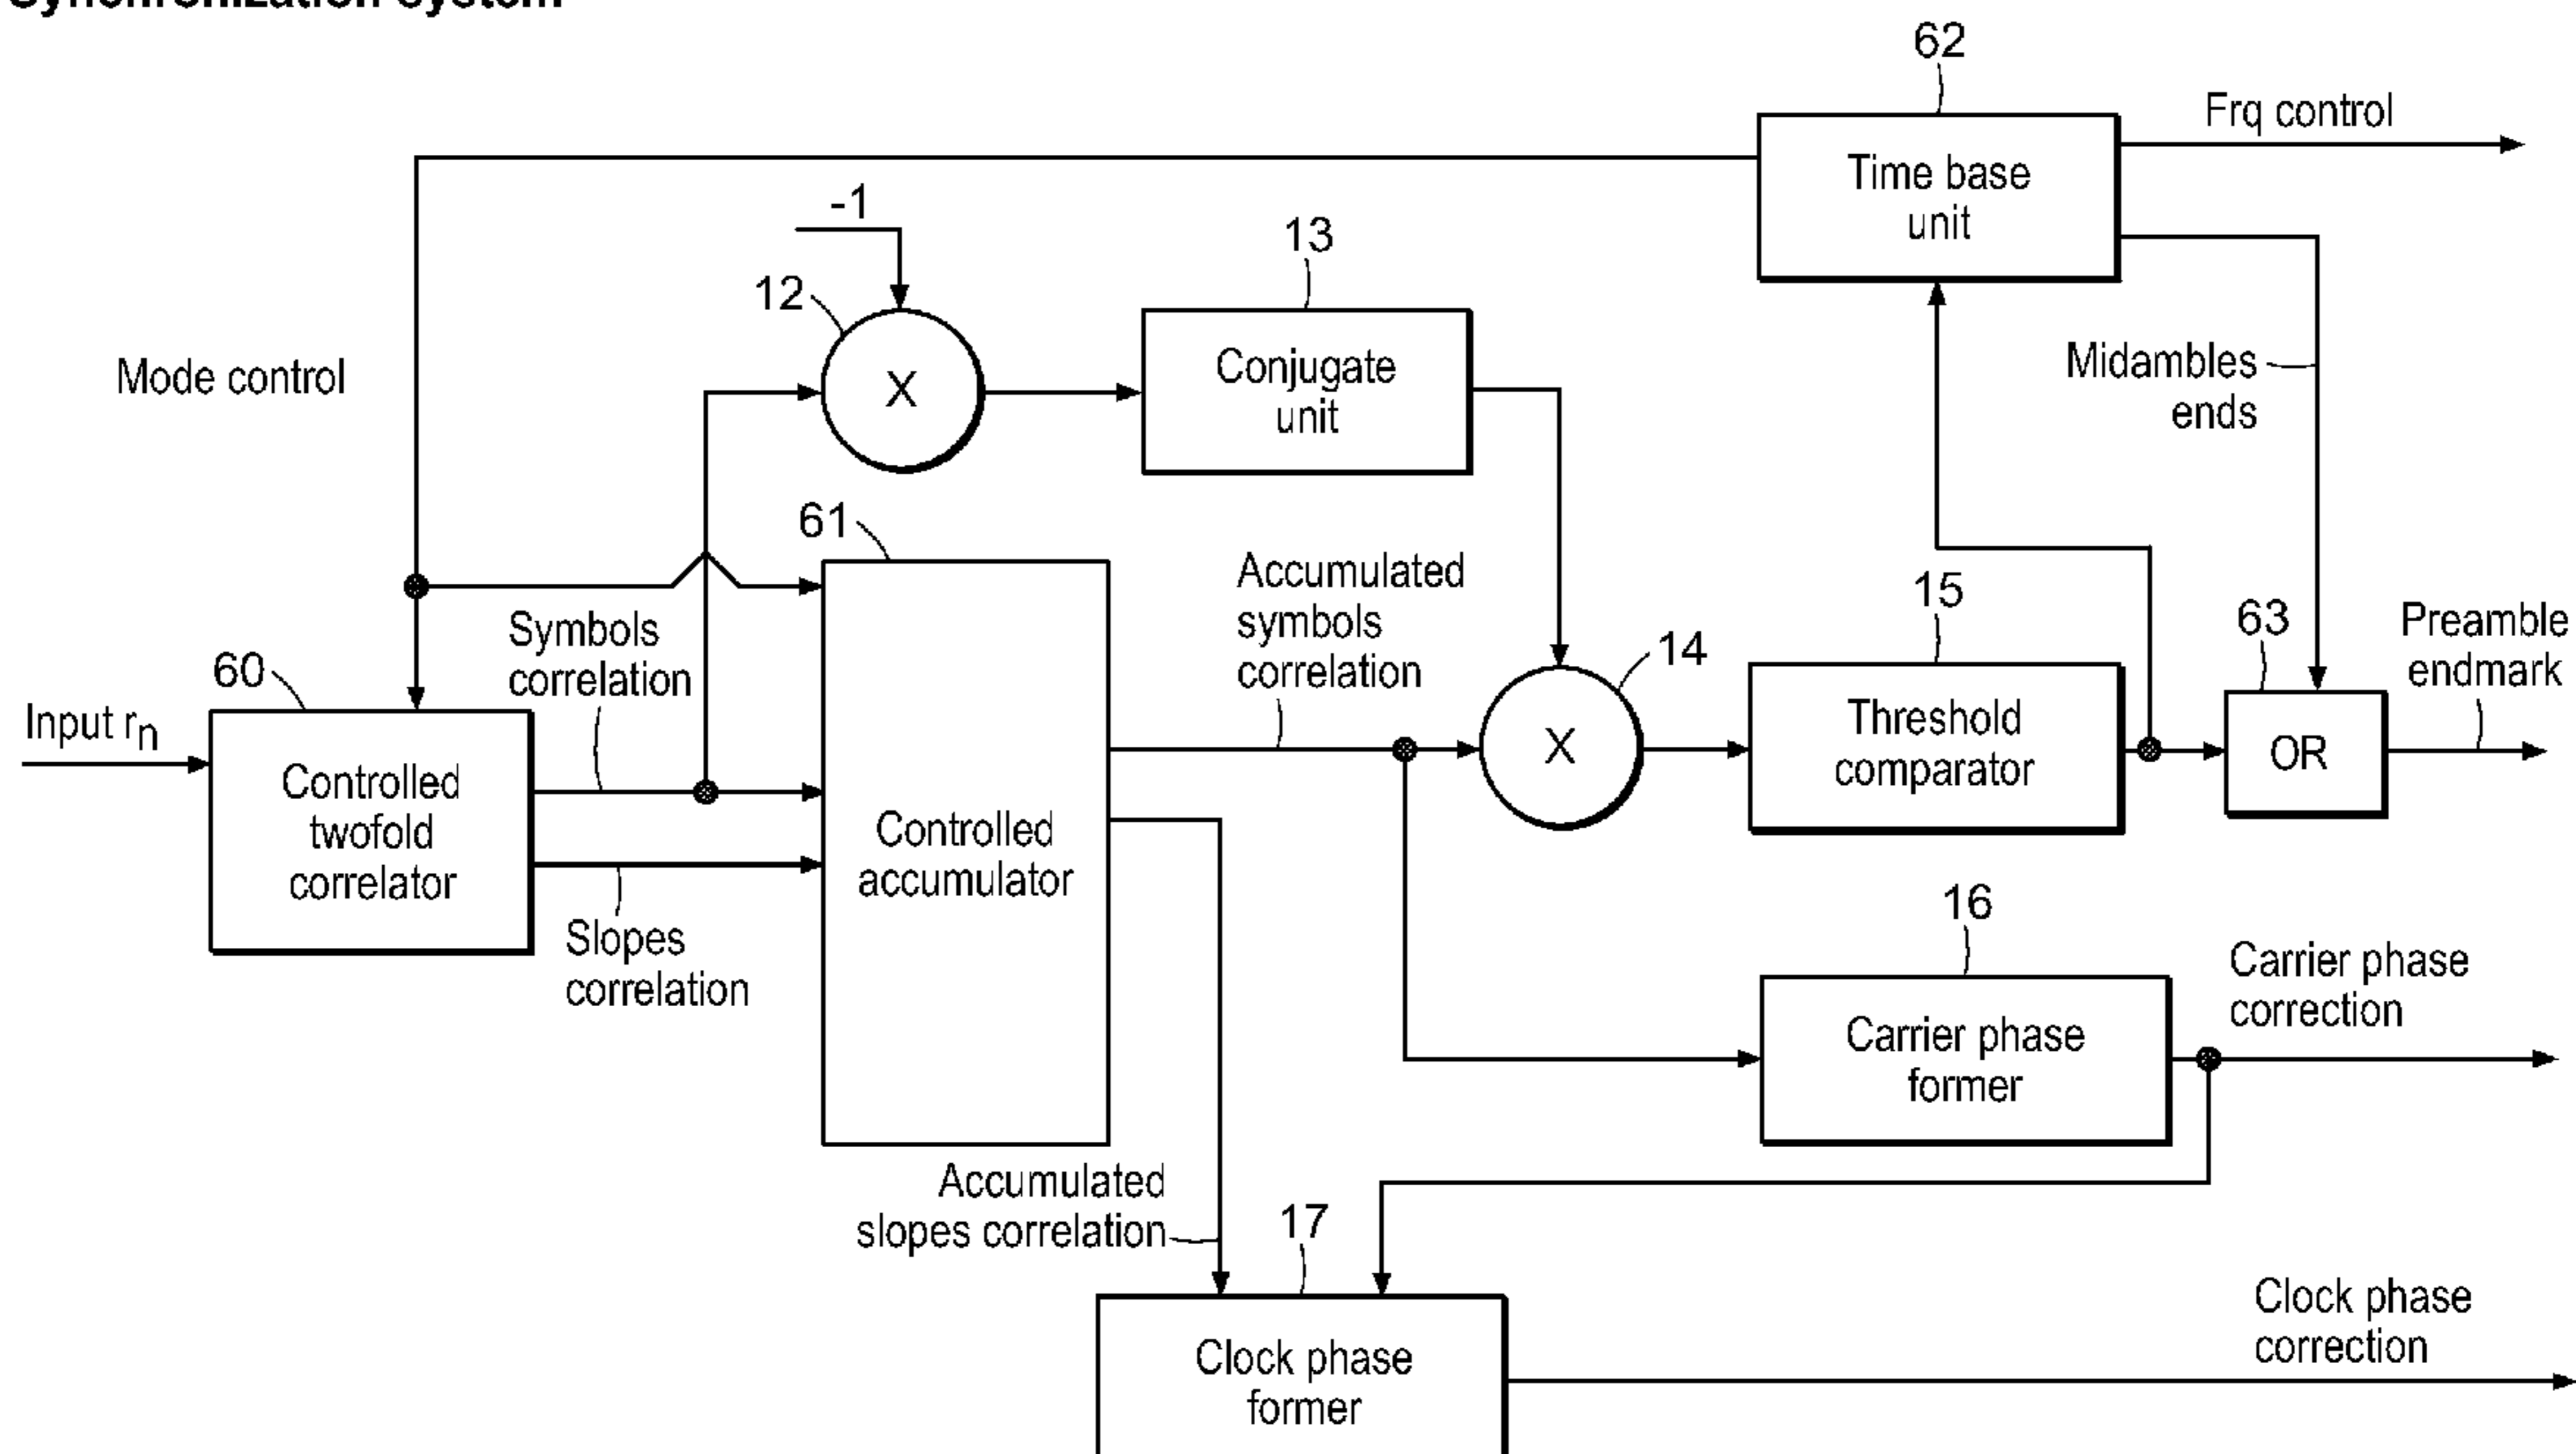 Synchronization system
62
Frq control
Time base
unit
-1
13
12
X
Conjugate
unit
Mode control
Midambles
ends
61
Accumulated
symbols
correlation
15
63
Preamble
endmark
Symbols
correlation
60
14
Input rn
Controlled
twofold
correlator
Controlled
accumulator
X
Threshold
comparator
OR
Slopes
correlation
16
Carrier phase
correction
Carrier phase
former
Accumulated
slopes correlation
17
Clock phase
correction
Clock phase
former